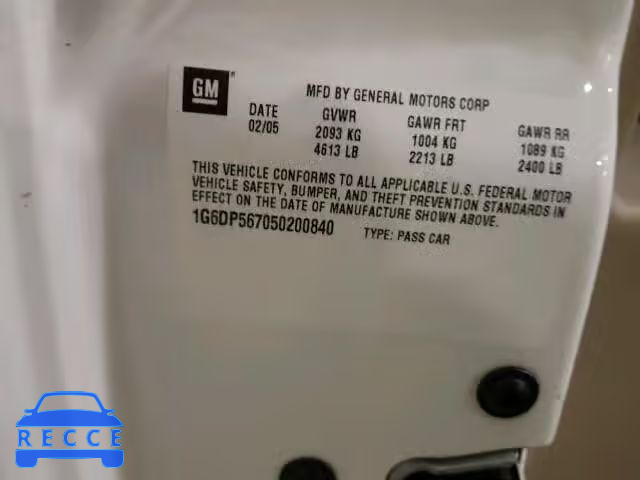 GM
MFD BY GENERAL MOTORS CORP
DATE GVWR GAWR FRT GAWR RR
02/05 2093 KG 1004 KG 1089 KG
4613 LB 2213 LB 2400 LB
THIS VEHICLE CONFORMS TO ALL APPLICABLE U.S. FEDERAL MOTOR
VEHICLE SAFETY, BUMPER, AND THEFT PREVENTION STANDARDS IN
EFFECT ON THE DATE OF MANUFACTURE SHOWN ABOVE.
1G6DP567050200840 TYPE: PASS CAR
RECCE